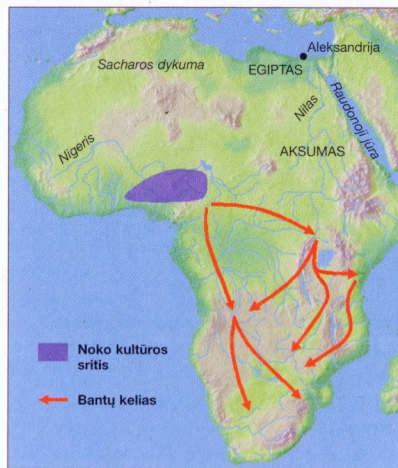 Aleksandrija
Sacharos dykuma
EGIPTAS
Nilas
Raudonoji jūra
Nigeris
AKSUMAS
Noko kultūros
sritis
Bantų kelias